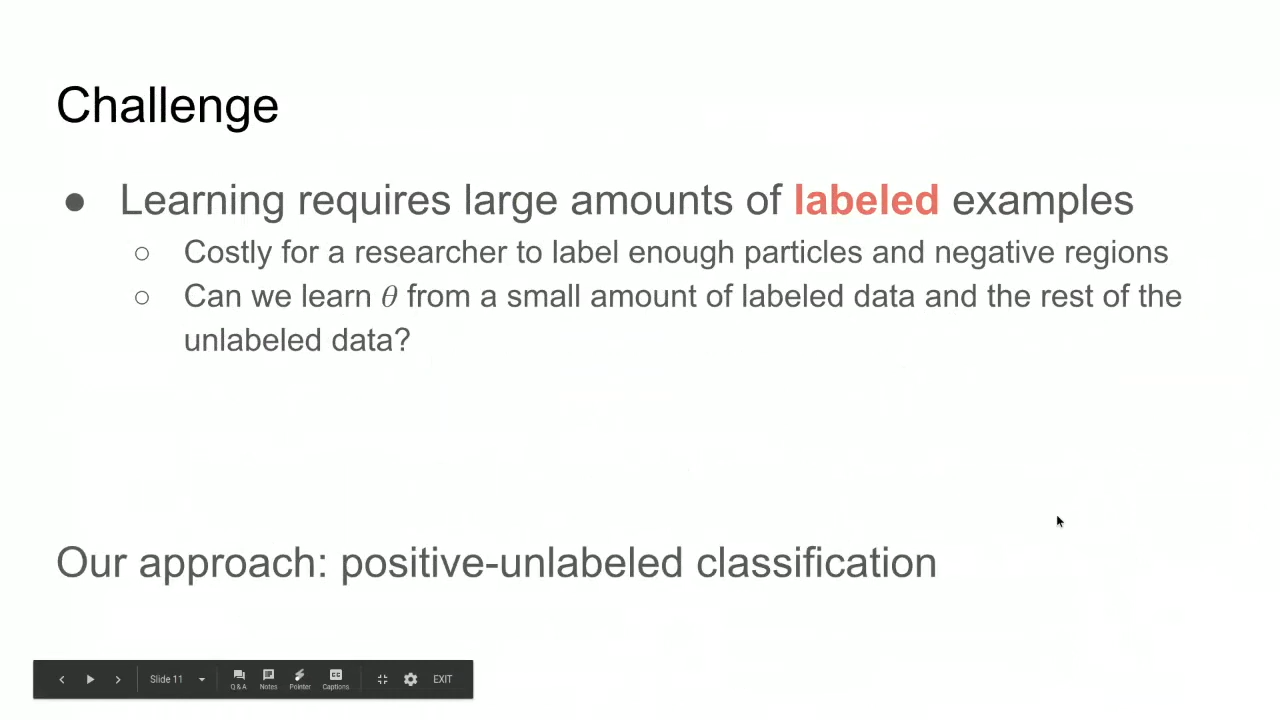 Challenge
● Learning requires large amounts of labeled examples
○ Costly for a researcher to label enough particles and negative regions
○ Can we learn θ from a small amount of labeled data and the rest of the
unlabeled data?
Our approach: positive-unlabeled classification
Slide 11
Q&A
Notes
Pointer
CC
Captions
EXIT